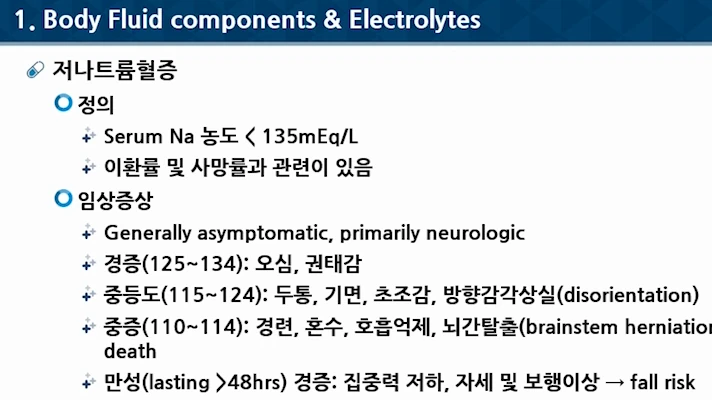 1. Body Fluid components & Electrolytes
저나트륨혈증
정의
Serum Na 농도 < 135mEq/L
이환률 및 사망률과 관련이 있음
임상증상
Generally asymptomatic, primarily neurologic
경증(125~134): 오심, 권태감
중등도(115~124): 두통, 기면, 초조감, 방향감각상실(disorientation)
중증(110~114): 경련, 혼수, 호흡억제, 뇌간탈출(brainstem herniation
death
만성(lasting >48hrs) 경증: 집중력 저하, 자세 및 보행이상 → fall risk